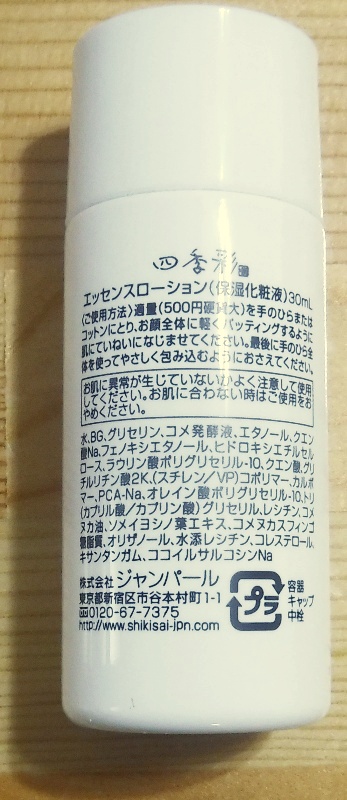 四季彩
エッセンスローション(保湿化粧液)30mL
〈ご使用方法〉適量(500円硬貨大)を手のひらまたは
コットンにとり、お顔全体に軽くパッティングするように
肌にていねいになじませてください。最後に手のひら全
体を使ってやさしく包み込むようにおさえてください。
お肌に異常が生じていないかよく注意して使用
してください。お肌に合わない時はご使用をお
やめください。
水、BG、グリセリン、コメ発酵液、エタノール、クエン
酸Na、フェノキシエタノール、ヒドロキシエチルセル
ロース、ラウリン酸ポリグリセリル-10、クエン酸、グリ
チルリチン酸2K、(スチレン/VP)コポリマー、カルボ
マー、PCA-Na、オレイン酸ポリグリセリル-10、トリ
(カプリル酸/カプリン酸)グリセリル、レシチン、コメ
ヌカ油、ソメイヨシノ葉エキス、コメヌカスフィンゴ
糖脂質、オリザノール、水添レシチン、コレステロール、
キサンタンガム、ココイルサルコシンNa
株式会社 ジャンパール
東京都新宿区市谷本村町1-1
0120-67-7375
http://www.shikisai-jpn.com
プラ
容器
キャップ
中栓